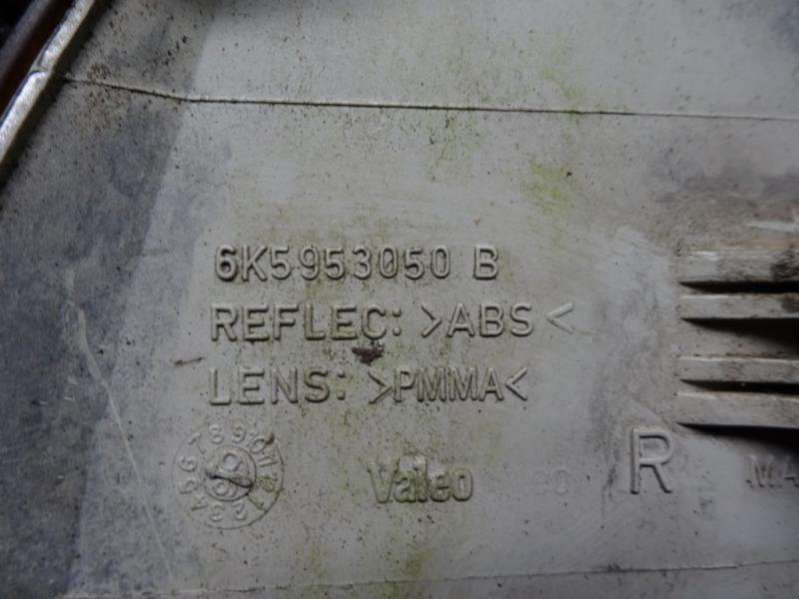 6K5953050 B
REFLEC: >ABS<
LENS: >PMMA<
Valeo R